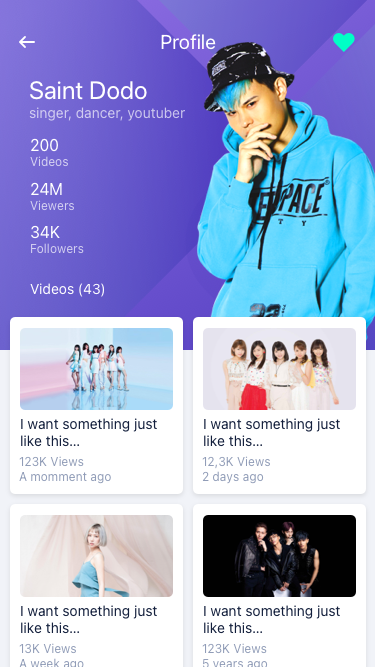 Profile
Saint Dodo
singer, dancer, youtuber
200
Videos
24M
Viewers
34K
Followers
Videos (43)
I want something just
like this...
123K Views
A momment ago
I want something just
like this...
12,3K Views
2 days ago
I want something just
like this...
13K Views
A week ago
I want something just
like this...
123K Views
5 years ago